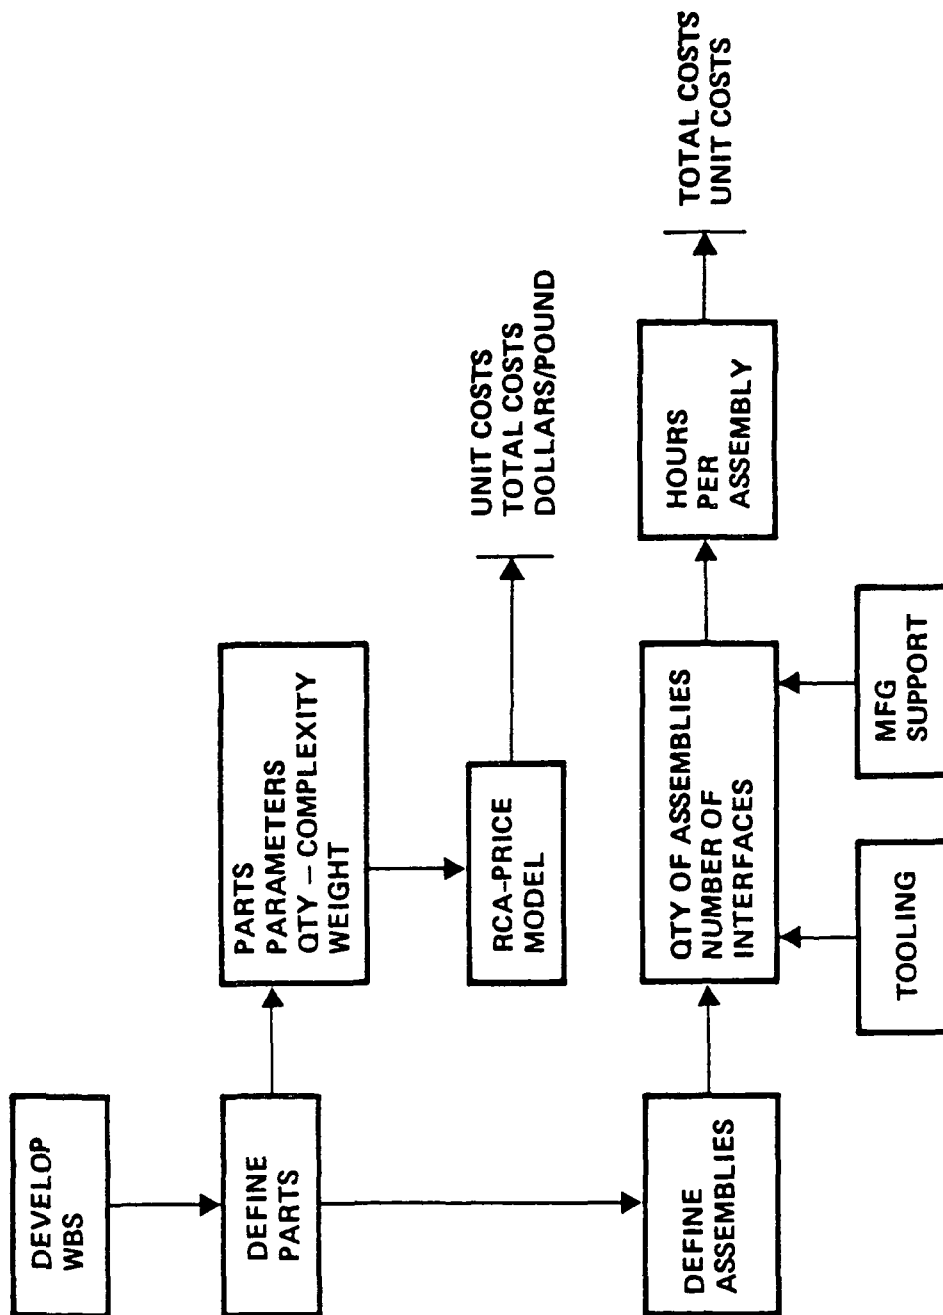 DEVELOP
WBS
DEFINE
PARTS
PARTS
PARAMETERS
QTY – COMPLEXITY
WEIGHT
RCA-PRICE
MODEL
UNIT COSTS
TOTAL COSTS
DOLLARS/POUND
DEFINE
ASSEMBLIES
QTY OF ASSEMBLIES
NUMBER OF
INTERFACES
HOURS
PER
ASSEMBLY
TOTAL COSTS
UNIT COSTS
TOOLING
MFG
SUPPORT